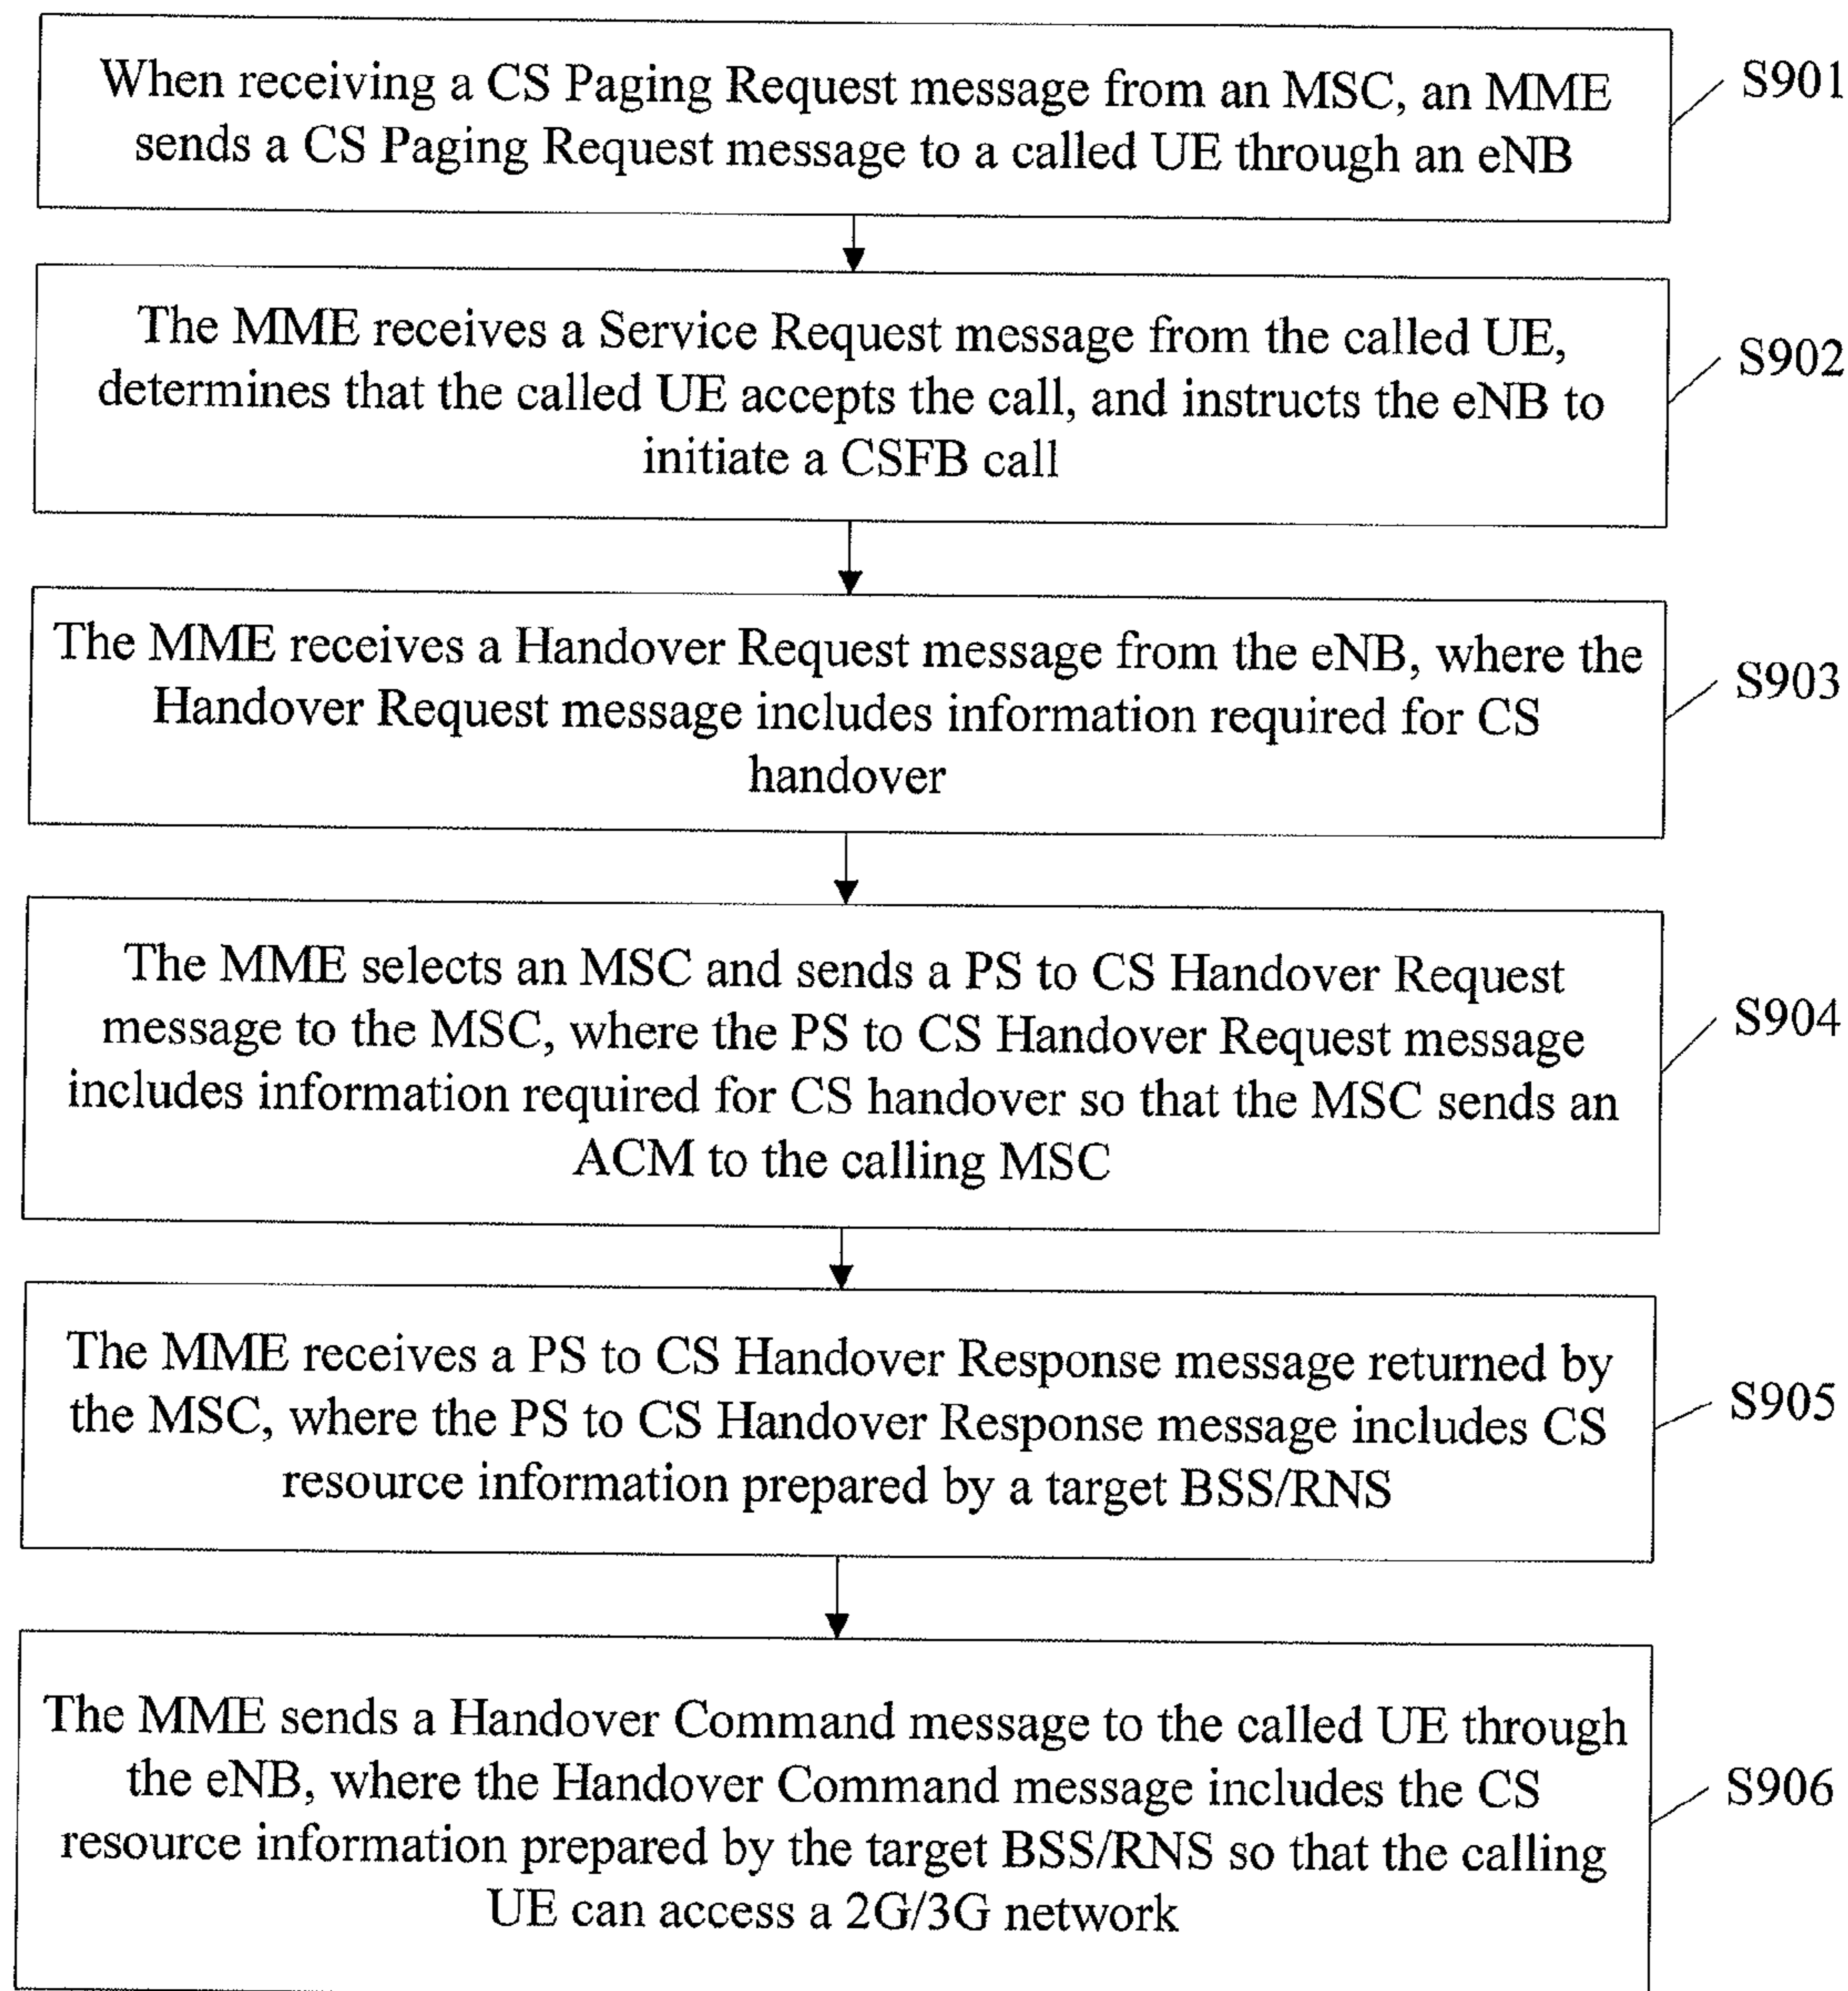 When receiving a CS Paging Request message from an MSC, an MME
sends a CS Paging Request message to a called UE through an eNB
S901
The MME receives a Service Request message from the called UE,
determines that the called UE accepts the call, and instructs the eNB to
initiate a CSFB call
S902
The MME receives a Handover Request message from the eNB, where the
Handover Request message includes information required for CS
handover
S903
The MME selects an MSC and sends a PS to CS Handover Request
message to the MSC, where the PS to CS Handover Request message
includes information required for CS handover so that the MSC sends an
ACM to the calling MSC
S904
The MME receives a PS to CS Handover Response message returned by
the MSC, where the PS to CS Handover Response message includes CS
resource information prepared by a target BSS/RNS
S905
The MME sends a Handover Command message to the called UE through
the eNB, where the Handover Command message includes the CS
resource information prepared by the target BSS/RNS so that the calling
UE can access a 2G/3G network
S906